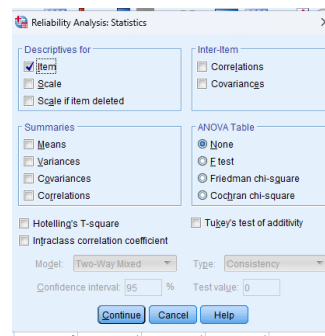 Reliability Analysis: Statistics
Descriptives for
Item
Scale
Scale if item deleted
Inter-Item
Correlations
Covariances
Summaries
Means
Variances
Covariances
Correlations
ANOVA Table
None
F test
Friedman chi-square
Cochran chi-square
Hotelling's T-square
Tukey's test of additivity
Intraclass correlation coefficient
Model: Two-Way Mixed Type: Consistency
Confidence interval: 95 % Test value: 0
Continue Cancel Help